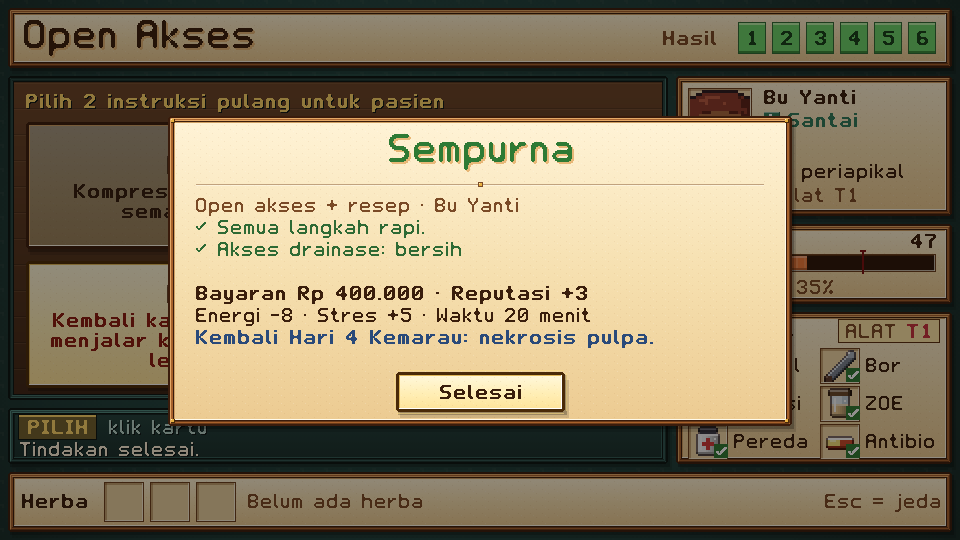 Open Akses
Hasil 1 2 3 4 5 6
Pilih 2 instruksi pulang untuk pasien
Bu Yanti
Santai
periapikal
T1
Kompres
Sempurna
Open akses + resep · Bu Yanti
✓ Semua langkah rapi.
✓ Akses drainase: bersih
Bayaran Rp 400.000 · Reputasi +3
Energi -8 · Stres +5 · Waktu 20 menit
Kembali Hari 4 Kemarau: nekrosis pulpa.
Selesai
47
35%
Kembali
menjalar
ALAT T1
Bor
ZOE
Pereda
Antibio
PILIH klik kartu
Tindakan selesai.
Herba
Belum ada herba
Esc = jeda